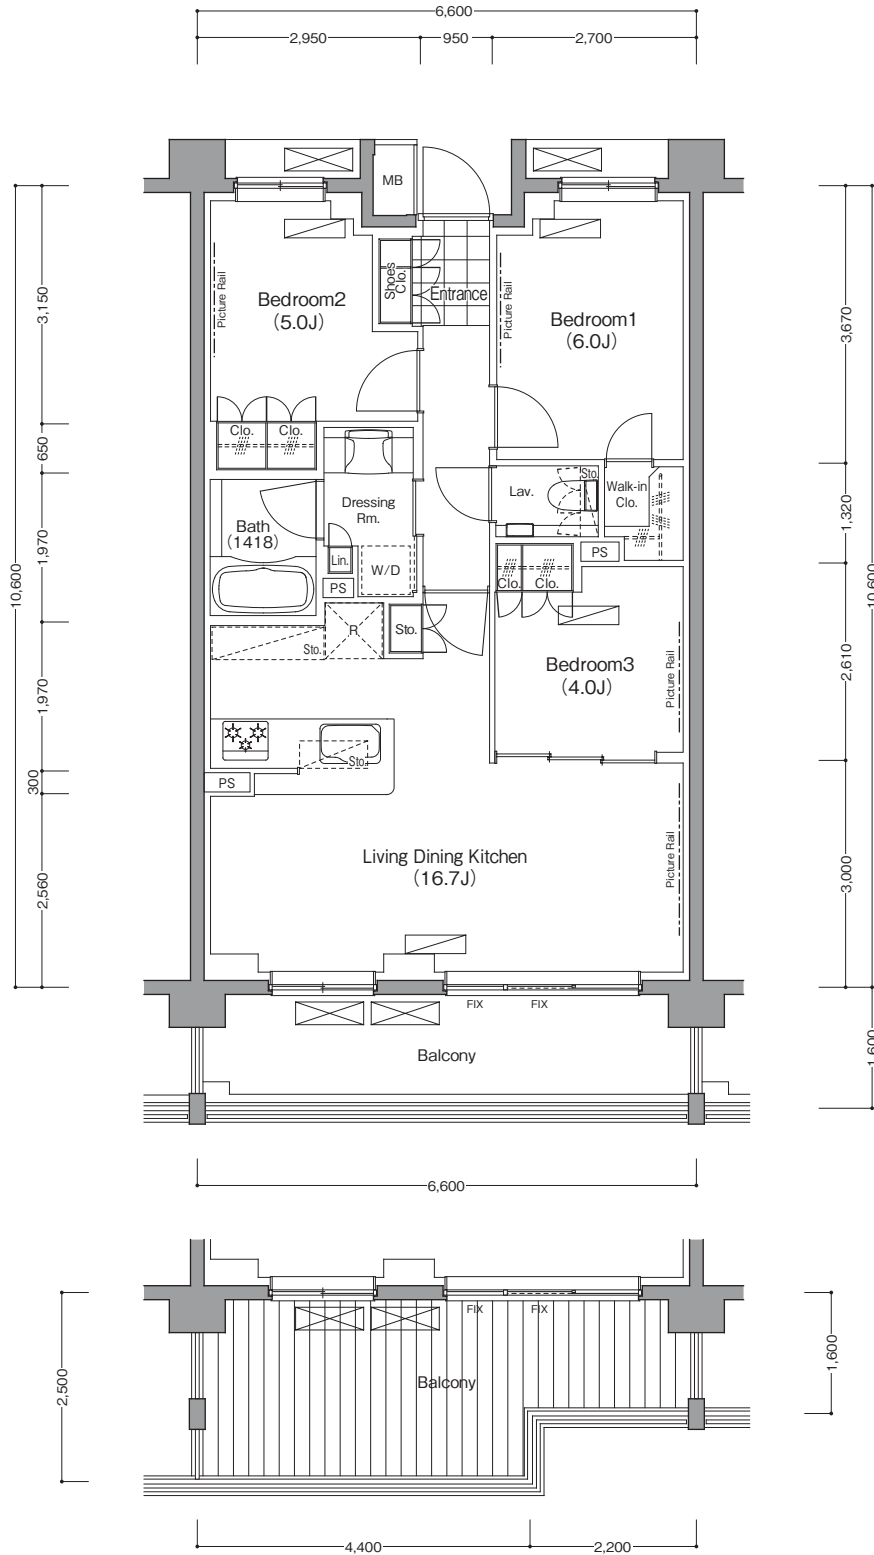 6,600
2,950
950
2,700
MB
Shoes
Clo.
Entrance
Picture Rail
Bedroom2
(5.0J)
Picture Rail
Bedroom1
(6.0J)
3,150
3,670
Clo.
Clo.
650
Lav.
Sto.
Walk-in
Clo.
1,320
Dressing
Rm.
Bath
(1418)
Lin.
W/D
PS
PS
1,970
10,600
10,600
Clo.
Clo.
R
Sto.
Sto.
Bedroom3
(4.0J)
Picture Rail
2,610
1,970
Sto.
PS
300
Living Dining Kitchen
(16.7J)
Picture Rail
2,560
3,000
FIX
FIX
Balcony
1,600
6,600
FIX
FIX
Balcony
2,500
1,600
4,400
2,200